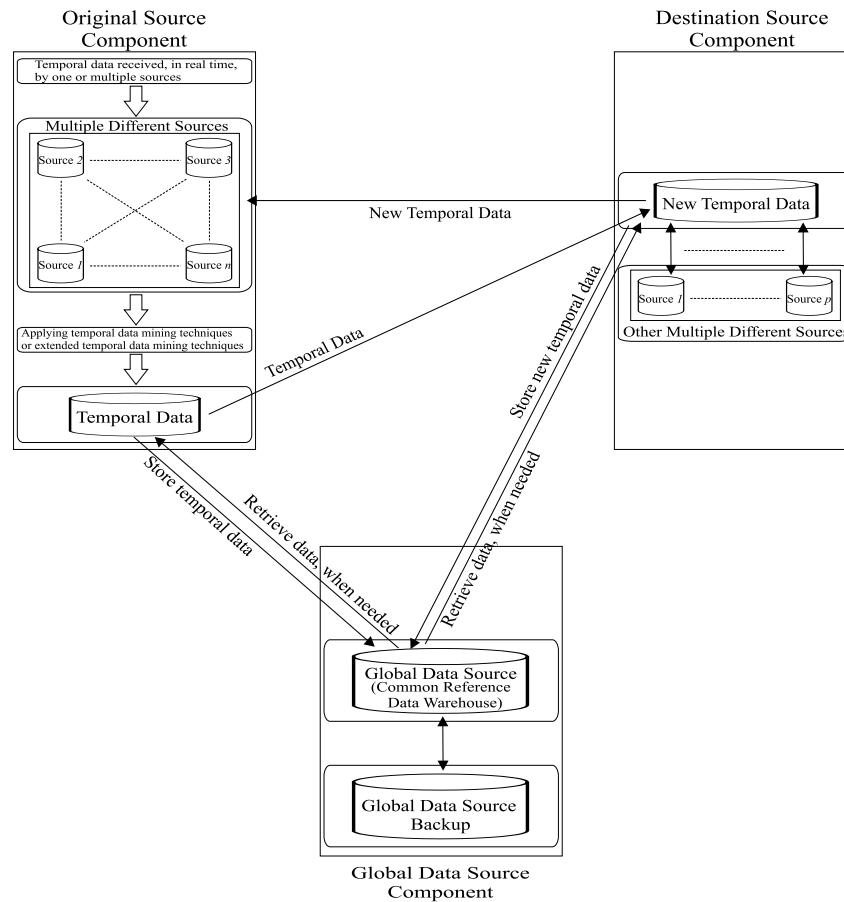 Original Source
Component
Temporal data received, in real time,
by one or multiple sources
Multiple Different Sources
Source 2
Source 3
Source 1
Source n
Applying temporal data mining techniques
or extended temporal data mining techniques
Temporal Data
Destination Source
Component
New Temporal Data
Source 1
Source p
Other Multiple Different Sources
New Temporal Data
Temporal Data
Store new temporal data
Retrieve data, when needed
Store temporal data
Retrieve data, when needed
Global Data Source
(Common Reference
Data Warehouse)
Global Data Source
Backup
Global Data Source
Component